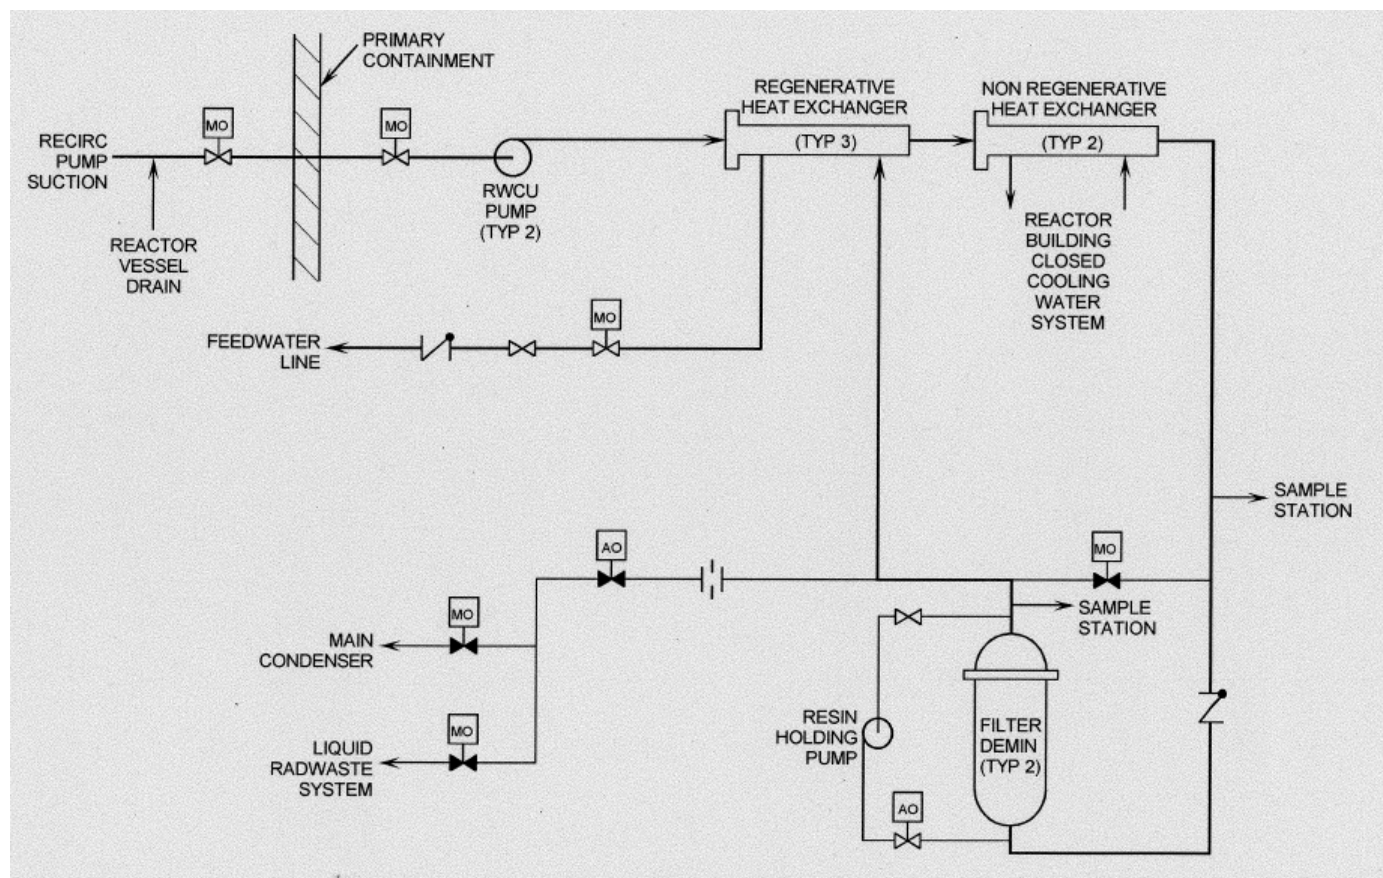 PRIMARY
CONTAINMENT
REGENERATIVE
HEAT EXCHANGER
(TYP 3)
NON REGENERATIVE
HEAT EXCHANGER
(TYP 2)
MO
MO
RECIRC
PUMP
SUCTION
REACTOR
VESSEL
DRAIN
RWCU
PUMP
(TYP 2)
REACTOR
BUILDING
CLOSED
COOLING
WATER
SYSTEM
MO
FEEDWATER
LINE
SAMPLE
STATION
AO
MO
SAMPLE
STATION
MO
MAIN
CONDENSER
MO
LIQUID
RADWASTE
SYSTEM
RESIN
HOLDING
PUMP
FILTER
DEMIN
(TYP 2)
AO